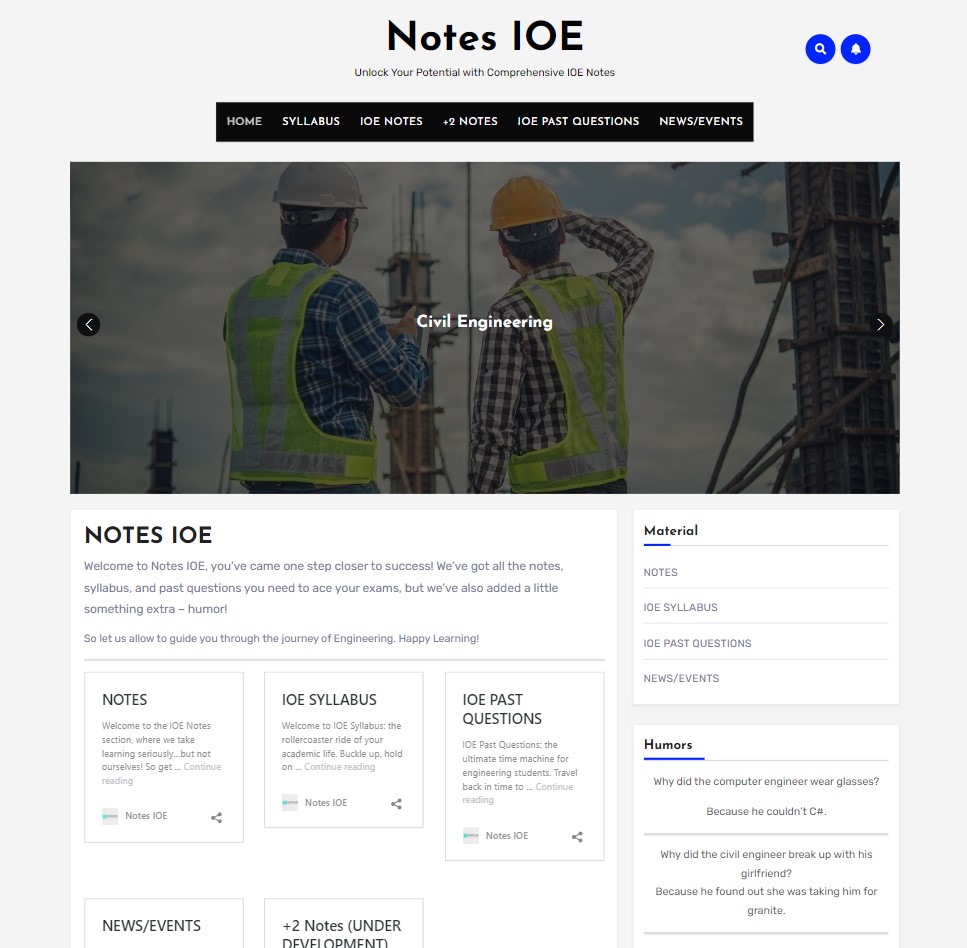 Notes IOE
Unlock Your Potential with Comprehensive IOE Notes
HOME SYLLABUS IOE NOTES +2 NOTES IOE PAST QUESTIONS NEWS/EVENTS
Civil Engineering
NOTES IOE
Welcome to Notes IOE, you've came one step closer to success! We've got all the notes,
syllabus, and past questions you need to ace your exams, but we've also added a little
something extra – humor!
So let us allow to guide you through the journey of Engineering. Happy Learning!
NOTES
Welcome to the IOE Notes
section, where we take
learning seriously...but not
ourselves! So get ... Continue
reading
Notes IOE
IOE SYLLABUS
Welcome to IOE Syllabus: the
rollercoaster ride of your
academic life. Buckle up, hold
on ... Continue reading
Notes IOE
IOE PAST
QUESTIONS
IOE Past Questions: the
ultimate time machine for
engineering students. Travel
back in time to ... Continue
reading
Notes IOE
NEWS/EVENTS
+2 Notes (UNDER
DEVELOPMENT)
Material
NOTES
IOE SYLLABUS
IOE PAST QUESTIONS
NEWS/EVENTS
Humors
Why did the computer engineer wear glasses?
Because he couldn't C#.
Why did the civil engineer break up with his
girlfriend?
Because he found out she was taking him for
granite.